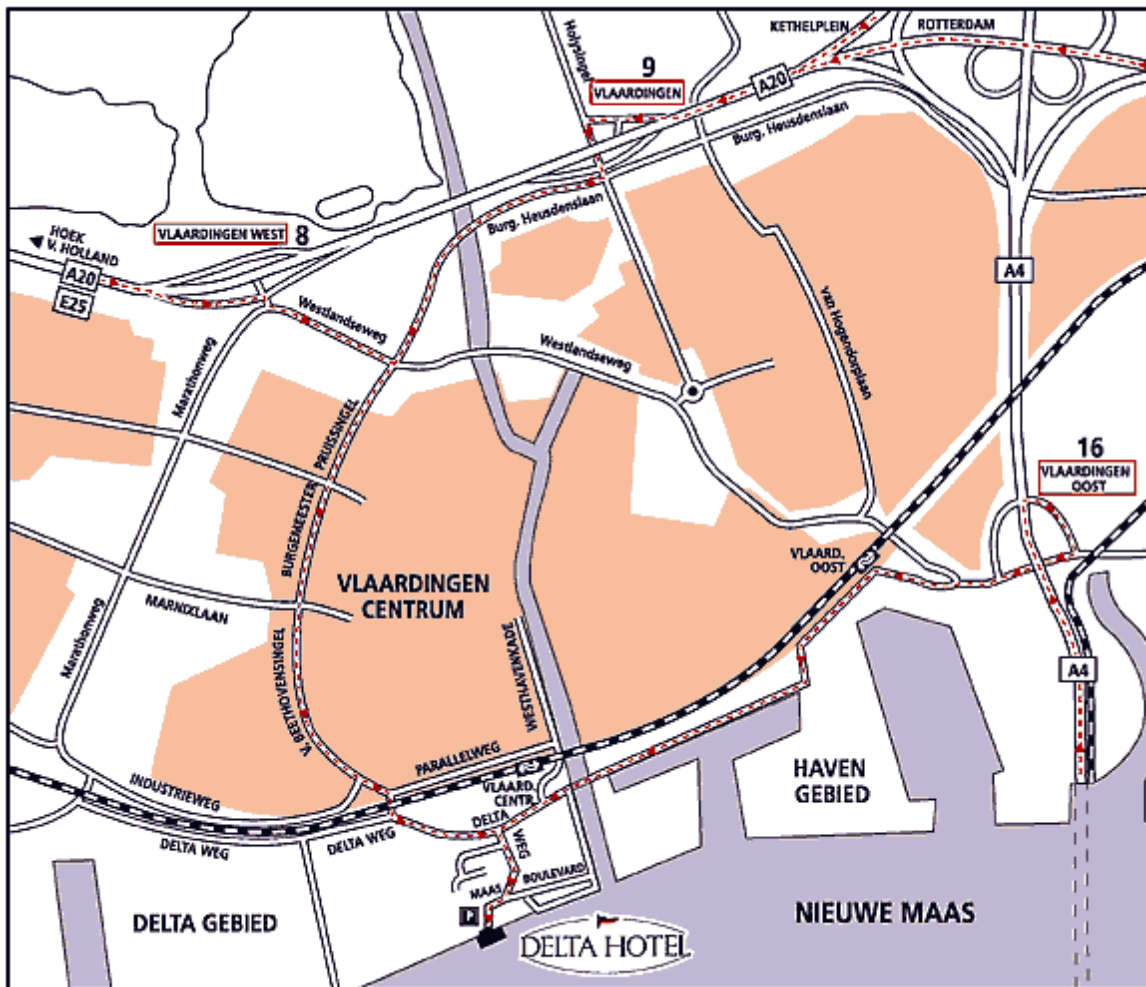 KETHELPLEIN
ROTTERDAM
Holysingel
9
VLAARDINGEN
A20
Burg. Heusdenslaan
Burg. Heusdenslaan
VLAARDINGEN WEST
8
HOEK
V. HOLLAND
A20
E25
A4
Westlandseweg
Westlandseweg
Marathonweg
van Hogendorplaan
BURGEMEESTER PRUISSINGEL
16
VLAARDINGEN
OOST
VLAARD.
OOST
VLAARDINGEN
CENTRUM
MARNIXLAAN
Marathonweg
V. BEETHOVENSINGEL
WESTHAVENKADE
A4
PARALLELWEG
INDUSTRIEWEG
VLAARD.
CENTR.
HAVEN
GEBIED
DELTA WEG
DELTA WEG
DELTA
WEG
MAAS BOULEVARD
P
DELTA GEBIED
NIEUWE MAAS
DELTA HOTEL